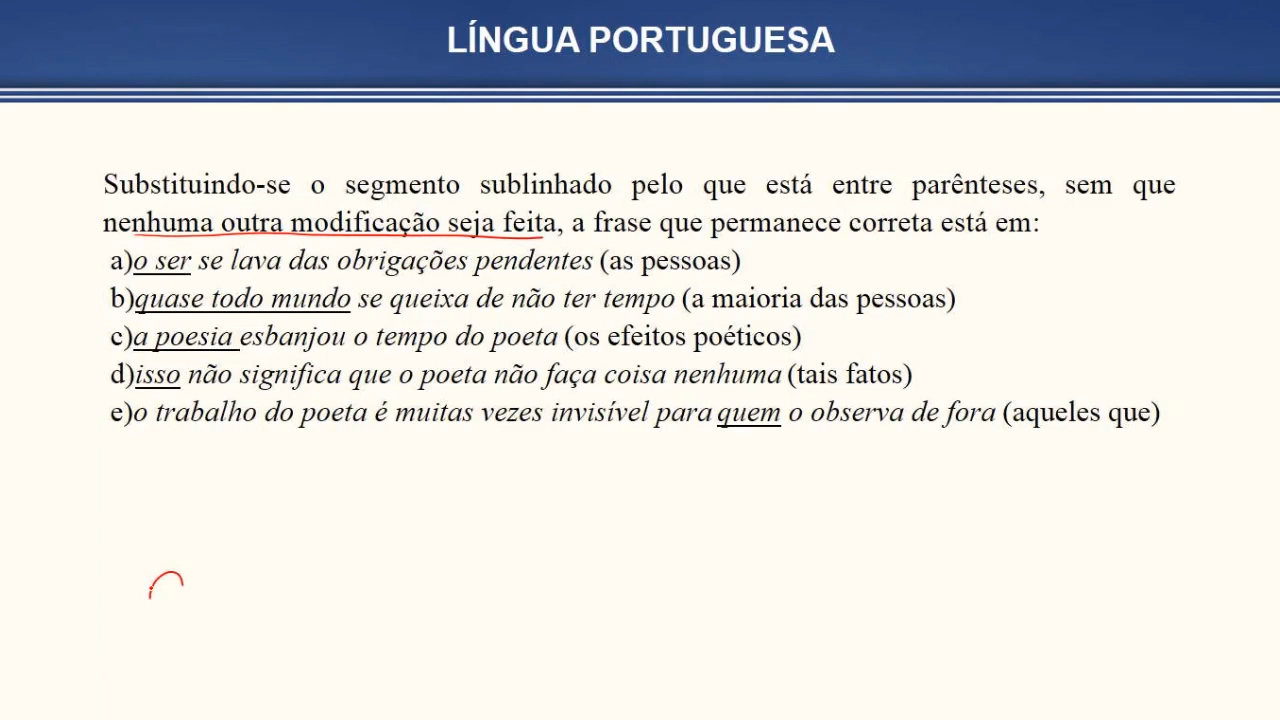 LÍNGUA PORTUGUESA
Substituindo-se o segmento sublinhado pelo que está entre parênteses, sem que
nenhuma outra modificação seja feita, a frase que permanece correta está em:
a)o ser se lava das obrigações pendentes (as pessoas)
b)quase todo mundo se queixa de não ter tempo (a maioria das pessoas)
c)a poesia esbanjou o tempo do poeta (os efeitos poéticos)
d)isso não significa que o poeta não faça coisa nenhuma (tais fatos)
e)o trabalho do poeta é muitas vezes invisível para quem o observa de fora (aqueles que)